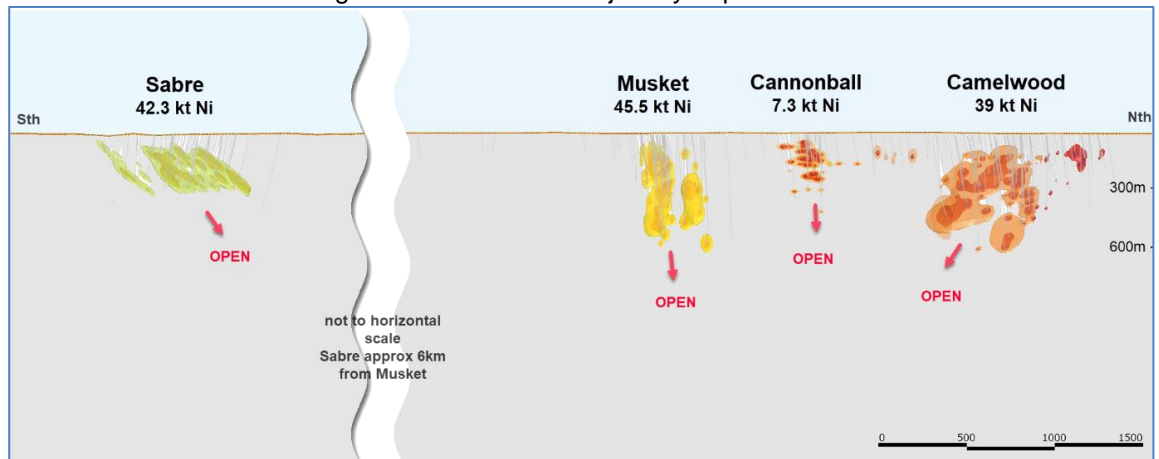 Sabre
42.3 kt Ni
Musket
45.5 kt Ni
Cannonball
7.3 kt Ni
Camelwood
39 kt Ni
Sth
Nth
300m
600m
OPEN
OPEN
OPEN
OPEN
not to horizontal
scale
Sabre approx 6km
from Musket
0 500 1000 1500